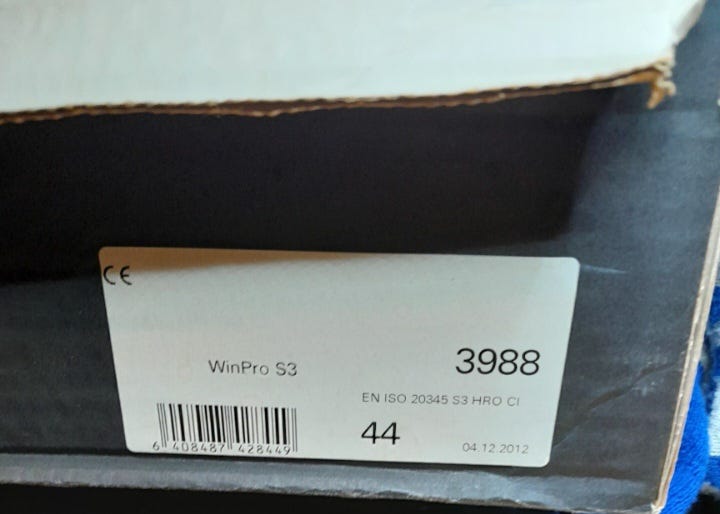 CE
WinPro S3
3988
EN ISO 20345 S3 HRO CI
44
6 408487 428449
04.12.2012